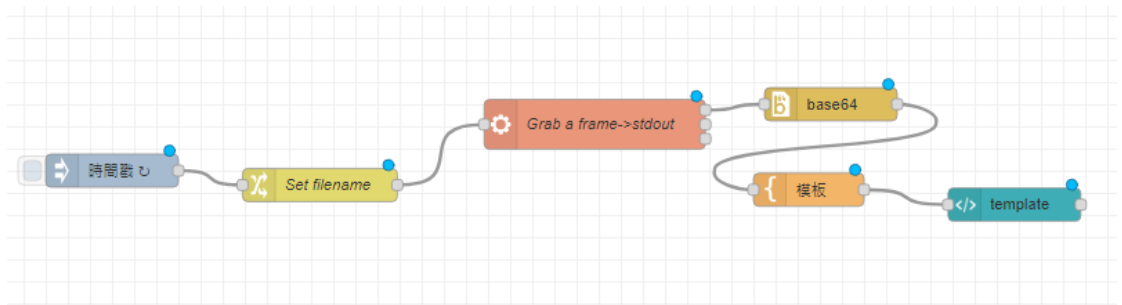 時間戳 ↻
Set filename
Grab a frame->stdout
base64
模板
template